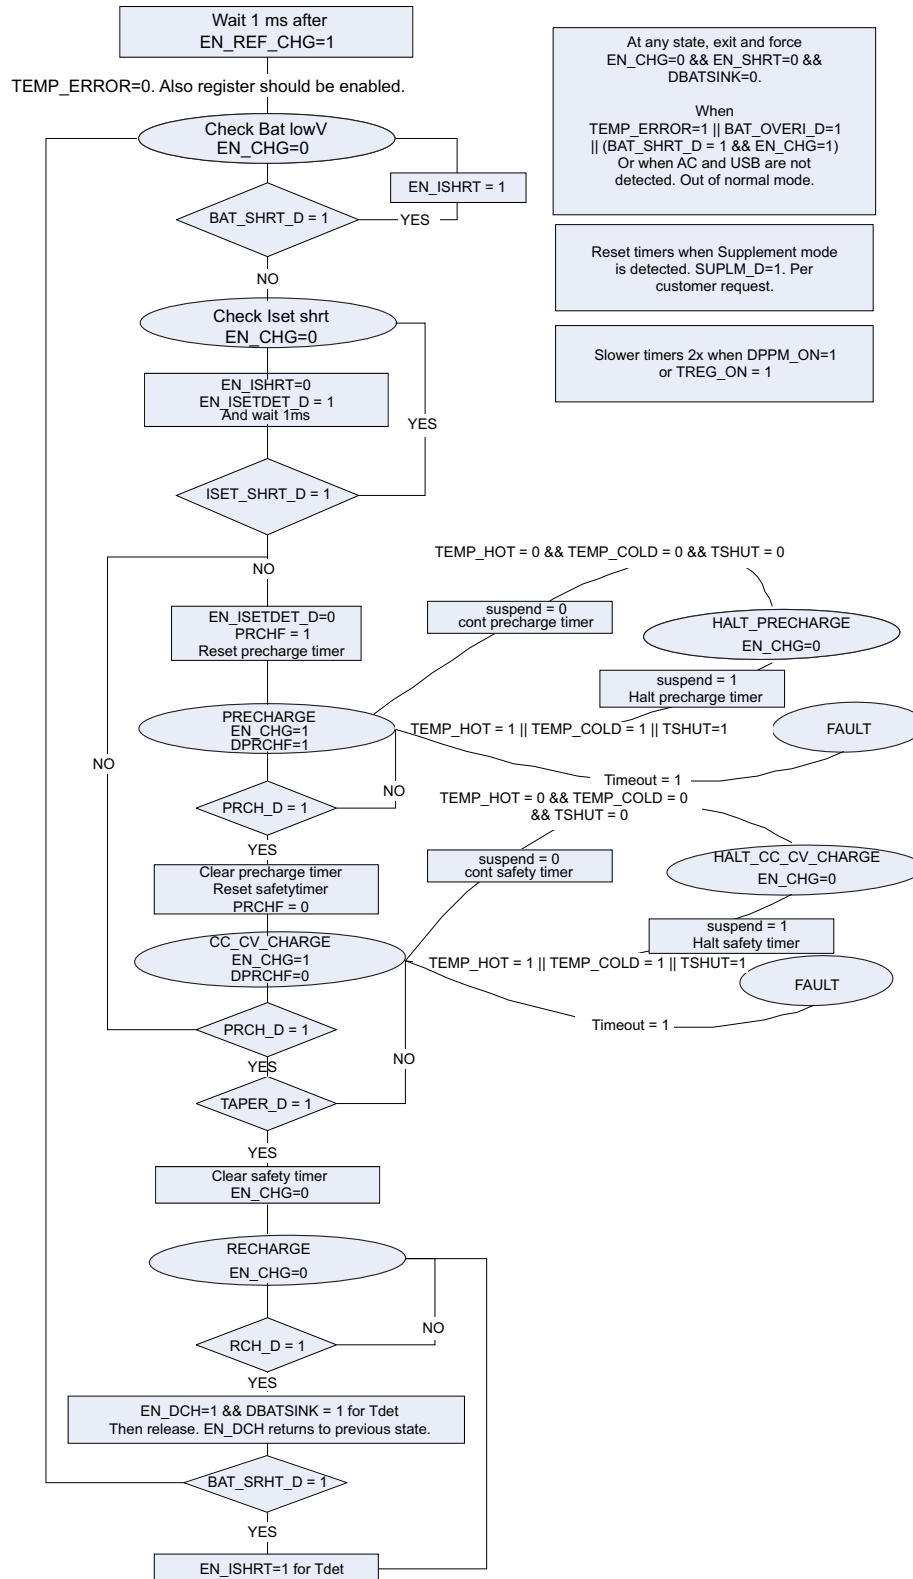 Wait 1 ms after
EN_REF_CHG=1
TEMP_ERROR=0. Also register should be enabled.
Check Bat lowV
EN_CHG=0
EN_ISHRT = 1
BAT_SHRT_D = 1
YES
NO
Check Iset shrt
EN_CHG=0
EN_ISHRT=0
EN_ISETDET_D = 1
And wait 1ms
YES
ISET_SHRT_D = 1
NO
EN_ISETDET_D=0
PRCHF = 1
Reset precharge timer
PRECHARGE
EN_CHG=1
DPRCHF=1
NO
NO
PRCH_D = 1
YES
Clear precharge timer
Reset safetytimer
PRCHF = 0
CC_CV_CHARGE
EN_CHG=1
DPRCHF=0
PRCH_D = 1
NO
YES
TAPER_D = 1
YES
Clear safety timer
EN_CHG=0
RECHARGE
EN_CHG=0
NO
RCH_D = 1
YES
EN_DCH=1 && DBATSINK = 1 for Tdet
Then release. EN_DCH returns to previous state.
BAT_SRHT_D = 1
YES
EN_ISHRT=1 for Tdet
At any state, exit and force
EN_CHG=0 && EN_SHRT=0 &&
DBATSINK=0.
When
TEMP_ERROR=1 || BAT_OVERI_D=1
|| (BAT_SHRT_D = 1 && EN_CHG=1)
Or when AC and USB are not
detected. Out of normal mode.
Reset timers when Supplement mode
is detected. SUPLM_D=1. Per
customer request.
Slower timers 2x when DPPM_ON=1
or TREG_ON = 1
TEMP_HOT = 0 && TEMP_COLD = 0 && TSHUT = 0
suspend = 0
cont precharge timer
HALT_PRECHARGE
EN_CHG=0
suspend = 1
Halt precharge timer
TEMP_HOT = 1 || TEMP_COLD = 1 || TSHUT=1
FAULT
Timeout = 1
TEMP_HOT = 0 && TEMP_COLD = 0
&& TSHUT = 0
suspend = 0
cont safety timer
HALT_CC_CV_CHARGE
EN_CHG=0
suspend = 1
Halt safety timer
TEMP_HOT = 1 || TEMP_COLD = 1 || TSHUT=1
FAULT
Timeout = 1